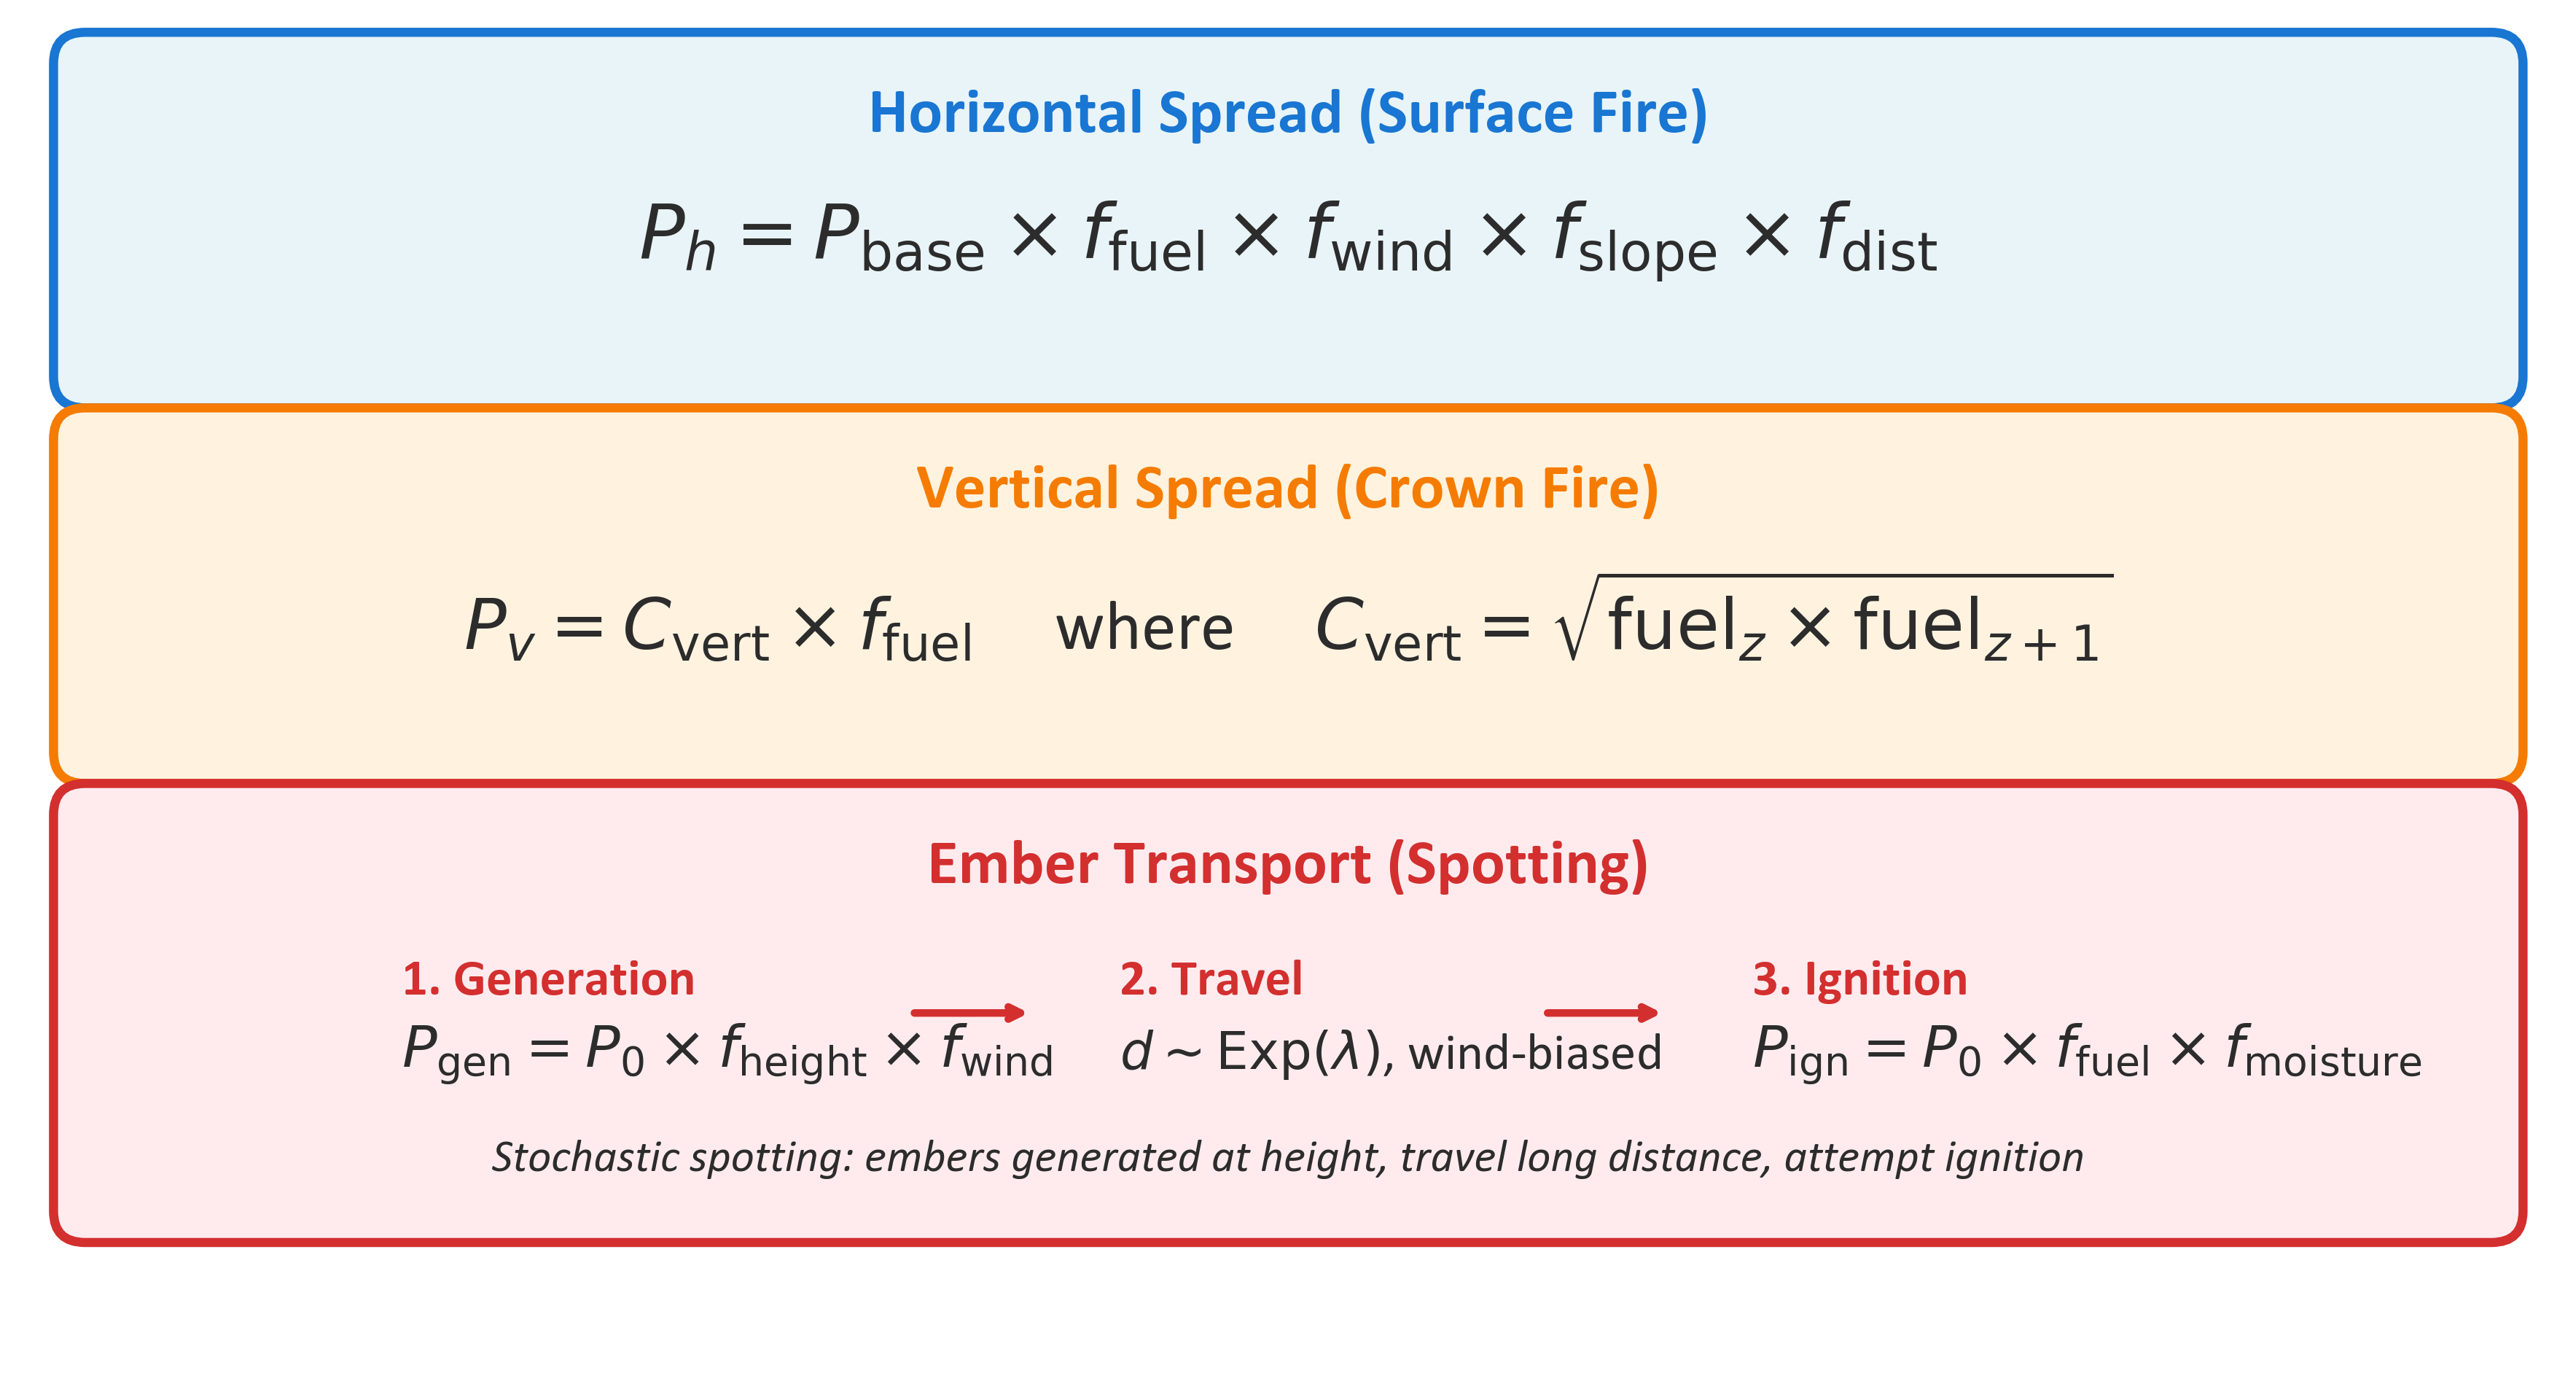 Horizontal Spread (Surface Fire)
P_h = P_base × f_fuel × f_wind × f_slope × f_dist
Vertical Spread (Crown Fire)
P_v = C_vert × f_fuel where C_vert = √(fuel_z × fuel_{z+1})
Ember Transport (Spotting)
1. Generation
P_gen = P_0 × f_height × f_wind
2. Travel
d ~ Exp(λ), wind-biased
3. Ignition
P_ign = P_0 × f_fuel × f_moisture
Stochastic spotting: embers generated at height, travel long distance, attempt ignition